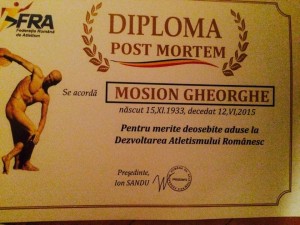 FRA
Federația Română
de Atletism
DIPLOMA
POST MORTEM
Se acordă
MOSION GHEORGHE
născut 15,XI.1933, decedat 12,VI,2015
Pentru merite deosebite aduse la
Dezvoltarea Atletismului Românesc
Președinte,
Ion SANDU